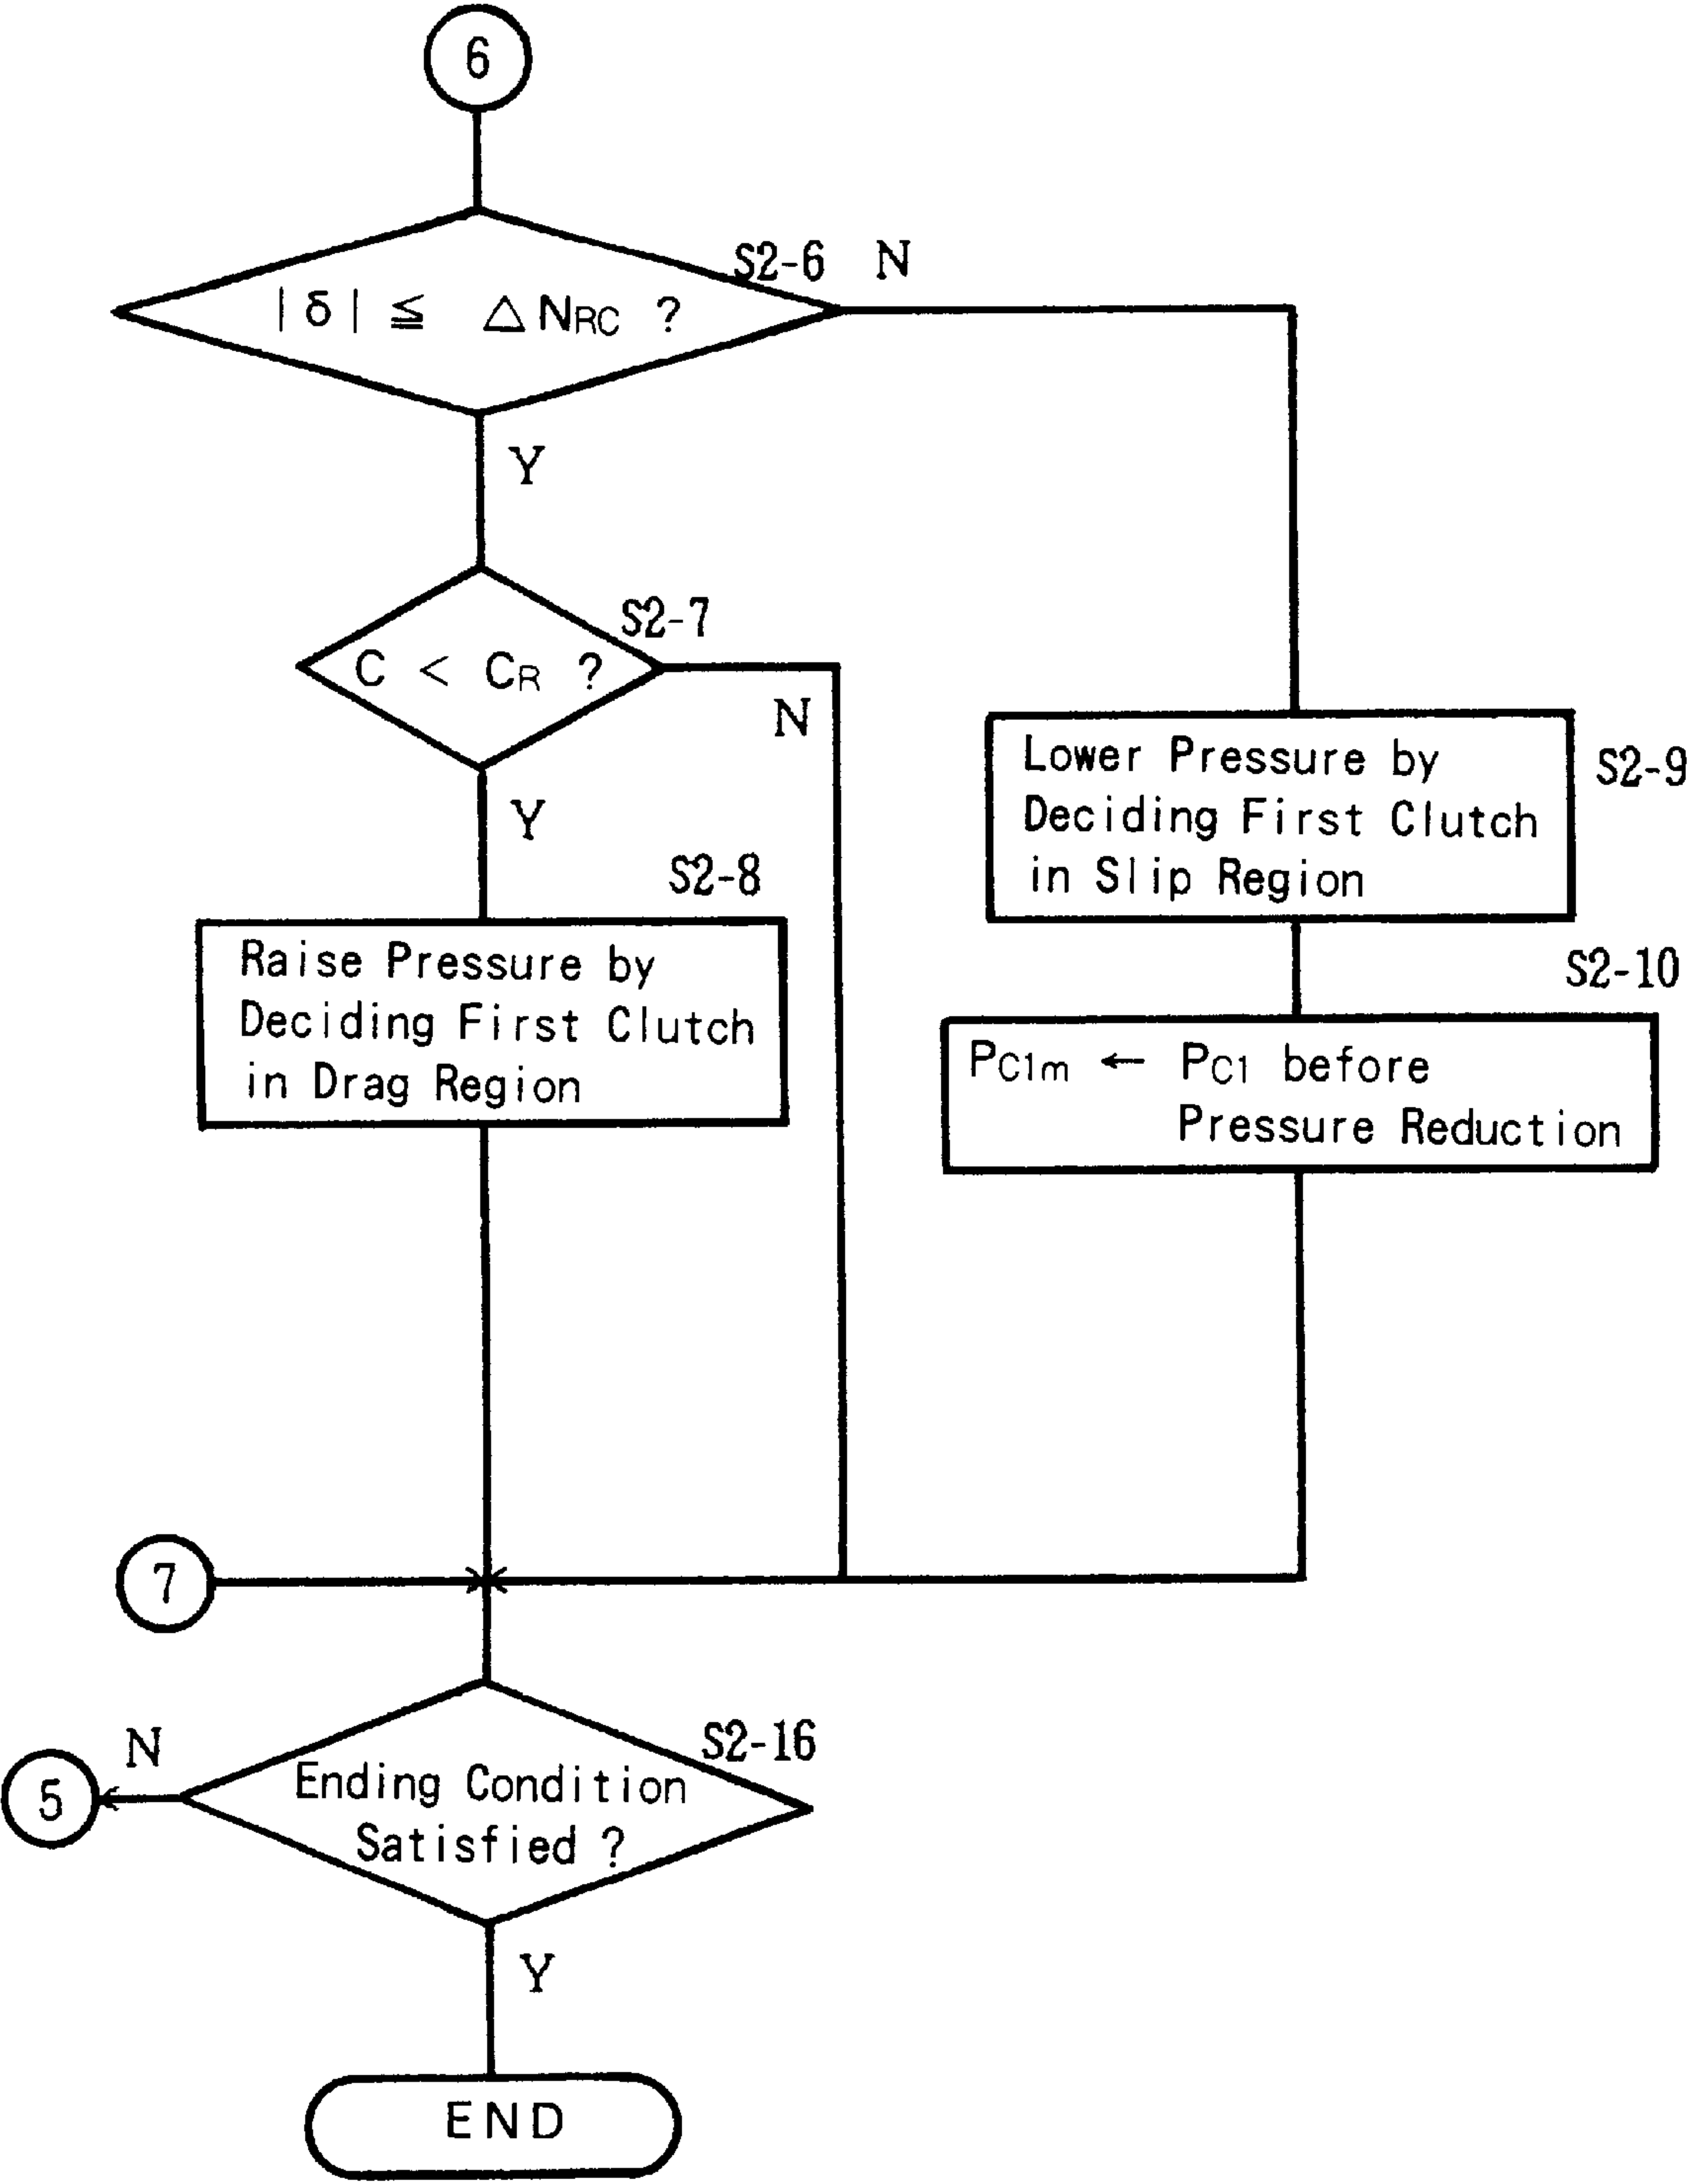 6
S2-6 N
|δ| ≦ △NRC ?
Y
S2-7
C < CR ?
N
Y
Lower Pressure by
Deciding First Clutch
in Slip Region
S2-9
S2-8
Raise Pressure by
Deciding First Clutch
in Drag Region
S2-10
PC1m ← PC1 before
Pressure Reduction
7
S2-16
N
5
Ending Condition
Satisfied ?
Y
END